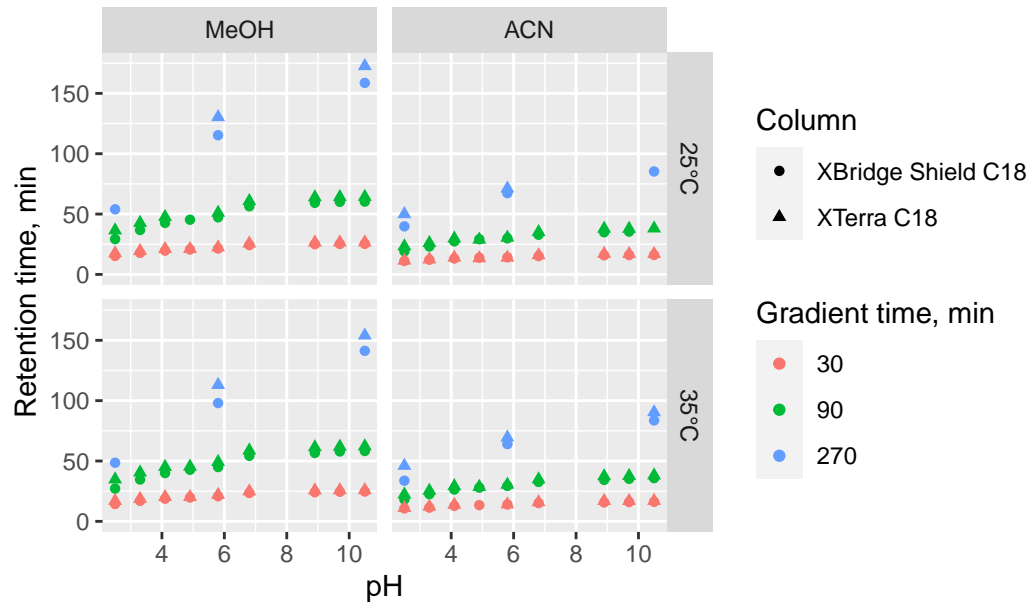 MeOH
ACN
150
100
50
0
25°C
150
100
50
0
35°C
4 6 8 10
4 6 8 10
pH
Retention time, min
Column
XBridge Shield C18
XTerra C18
Gradient time, min
30
90
270